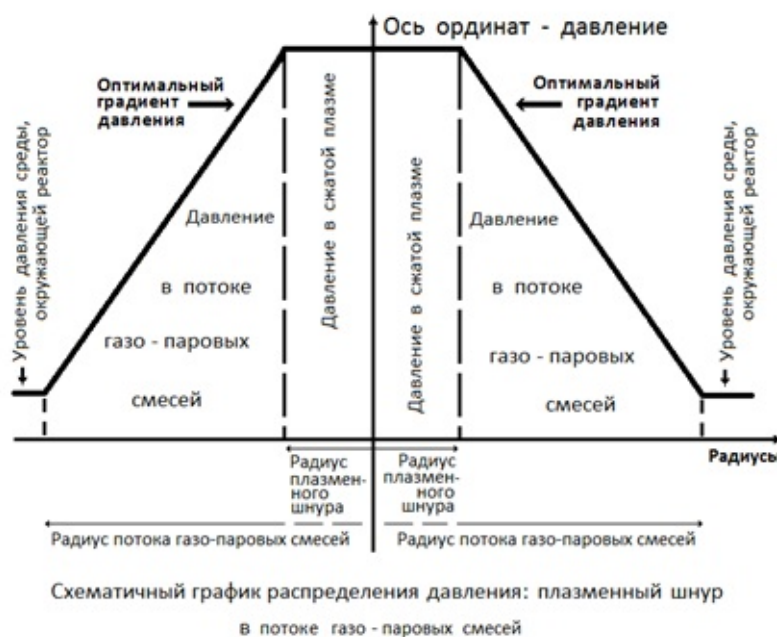 Ось ординат - давление
Оптимальный
градиент
давления
Оптимальный
градиент
давления
Уровень давления среды,
окружающей реактор
Давление
в потоке
газо - паровых
смесей
Давление в сжатой плазме
Давление в сжатой плазме
Давление
в потоке
газо - паровых
смесей
Уровень давления среды,
окружающей реактор
Радиусы
Радиус
плазмен-
ного
шнура
Радиус
плазмен-
ного
шнура
Радиус потока газо-паровых смесей
Радиус потока газо-паровых смесей
Схематичный график распределения давления: плазменный шнур
в потоке газо - паровых смесей